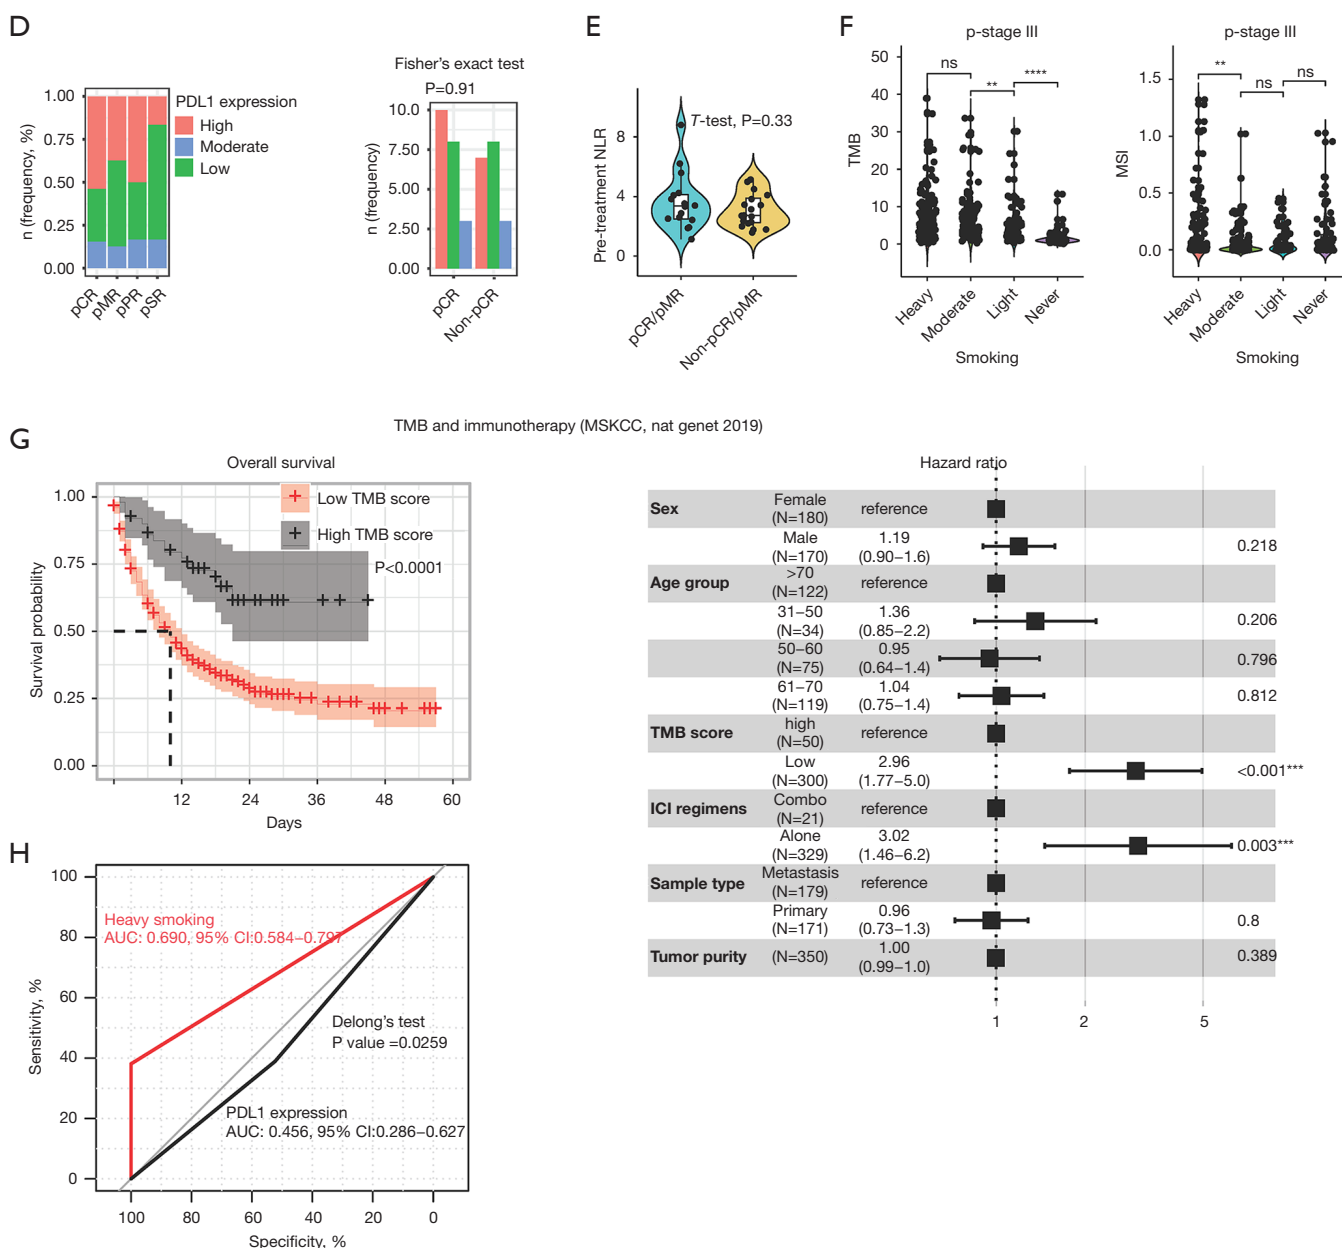 D
PDL1 expression
High
Moderate
Low
n (frequency, %)
1.00
0.75
0.50
0.25
0.00
pCR
pMR
pPR
pSR
Fisher's exact test
P=0.91
n (frequency)
10.0
7.50
5.00
2.50
0.00
pCR
Non-pCR
E
T-test, P=0.33
Pre-treatment NLR
8
4
0
pCR/pMR
Non-pCR/pMR
F
p-stage III
TMB
50
40
30
20
10
0
ns
**
****
Heavy
Moderate
Light
Never
Smoking
p-stage III
MSI
1.5
1.0
0.5
0.0
**
ns
ns
Heavy
Moderate
Light
Never
Smoking
TMB and immunotherapy (MSKCC, nat genet 2019)
G
Overall survival
Low TMB score
High TMB score
P<0.0001
Survival probability
1.00
0.75
0.50
0.25
0.00
12 24 36 48 60
Days
Hazard ratio
Sex Female reference
(N=180)
Male 1.19 0.218
(N=170) (0.90–1.6)
Age group >70 reference
(N=122)
31–50 1.36 0.206
(N=34) (0.85–2.2)
50–60 0.95 0.796
(N=75) (0.64–1.4)
61–70 1.04 0.812
(N=119) (0.75–1.4)
TMB score high reference
(N=50)
Low 2.96 <0.001***
(N=300) (1.77–5.0)
ICI regimens Combo reference
(N=21)
Alone 3.02 0.003***
(N=329) (1.46–6.2)
Sample type Metastasis reference
(N=179)
Primary 0.96 0.8
(N=171) (0.73–1.3)
Tumor purity (N=350) 1.00 0.389
(0.99–1.0)
1 2 5
H
Heavy smoking
AUC: 0.690, 95% CI:0.584–0.797
Delong's test
P value =0.0259
PDL1 expression
AUC: 0.456, 95% CI:0.286–0.627
Sensitivity, %
100
80
60
40
20
0
100 80 60 40 20 0
Specificity, %